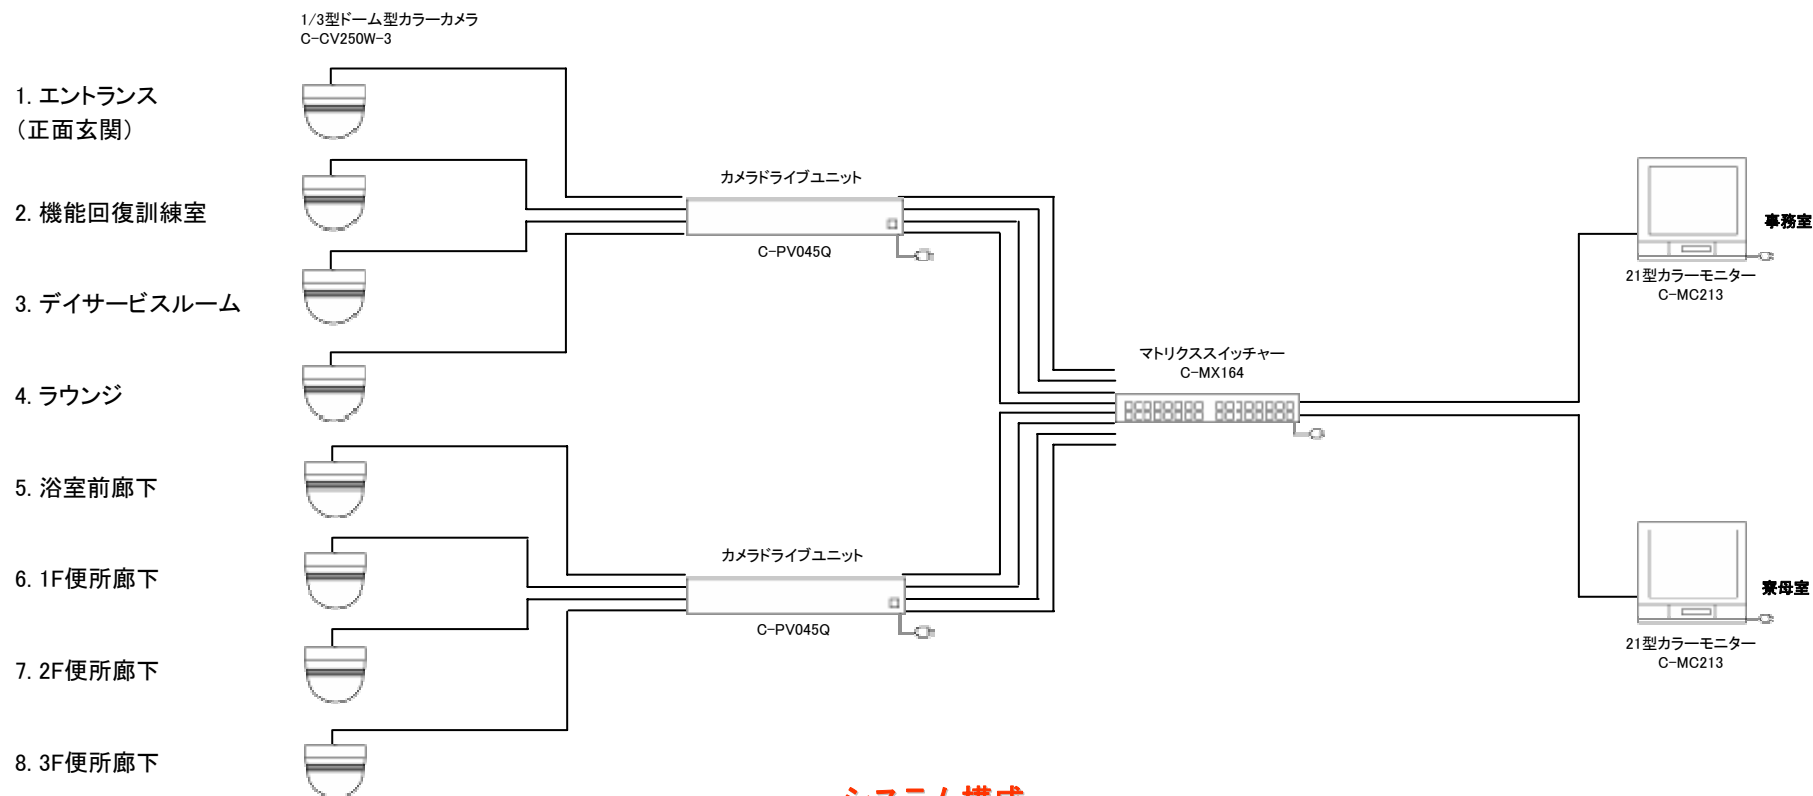 1/3型ドーム型カラーカメラ
C-CV250W-3
1. エントランス
（正面玄関）
2. 機能回復訓練室
3. デイサービスルーム
4. ラウンジ
5. 浴室前廊下
6. 1F便所廊下
7. 2F便所廊下
8. 3F便所廊下
カメラドライブユニット
C-PV045Q
カメラドライブユニット
C-PV045Q
マトリクススイッチャー
C-MX164
事務室
21型カラーモニター
C-MC213
寮母室
21型カラーモニター
C-MC213
システム構成